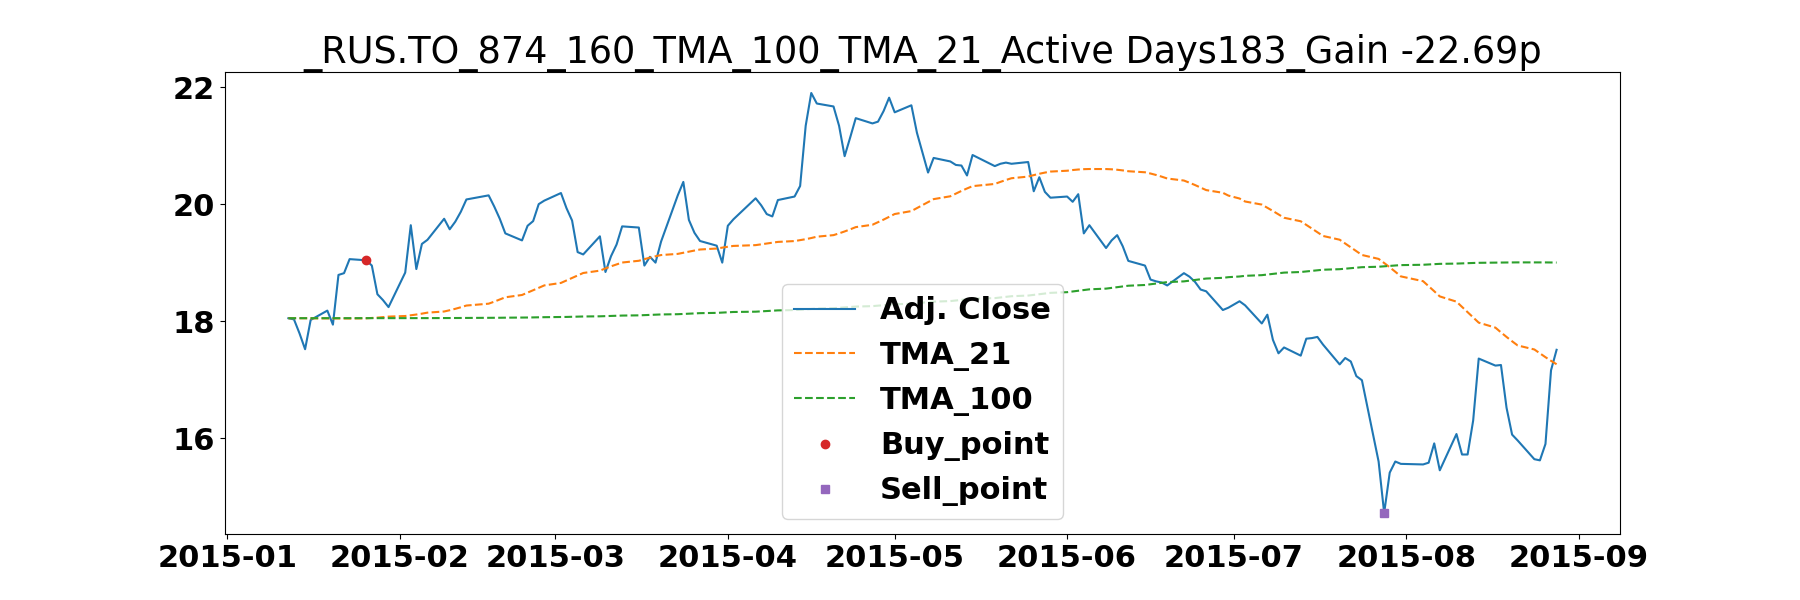 _RUS.TO_874_160_TMA_100_TMA_21_Active Days183_Gain -22.69p
22
20
18
16
Adj. Close
TMA_21
TMA_100
Buy_point
Sell_point
2015-01 2015-02 2015-03 2015-04 2015-05 2015-06 2015-07 2015-08 2015-09